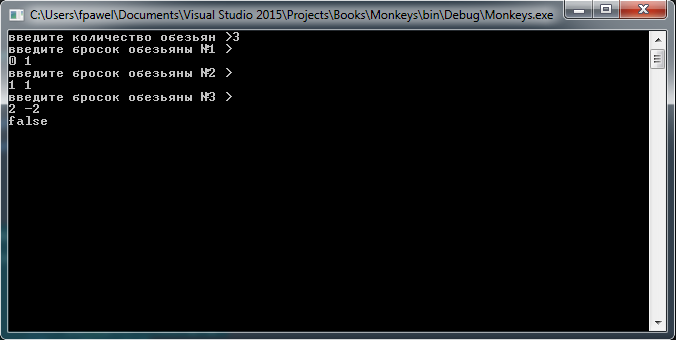 C:\Users\fpawel\Documents\Visual Studio 2015\Projects\Books\Monkeys\bin\Debug\Monkeys.exe
введите количество обезьян >3
введите бросок обезьяны №1 >
0 1
введите бросок обезьяны №2 >
1 1
введите бросок обезьяны №3 >
2 -2
false